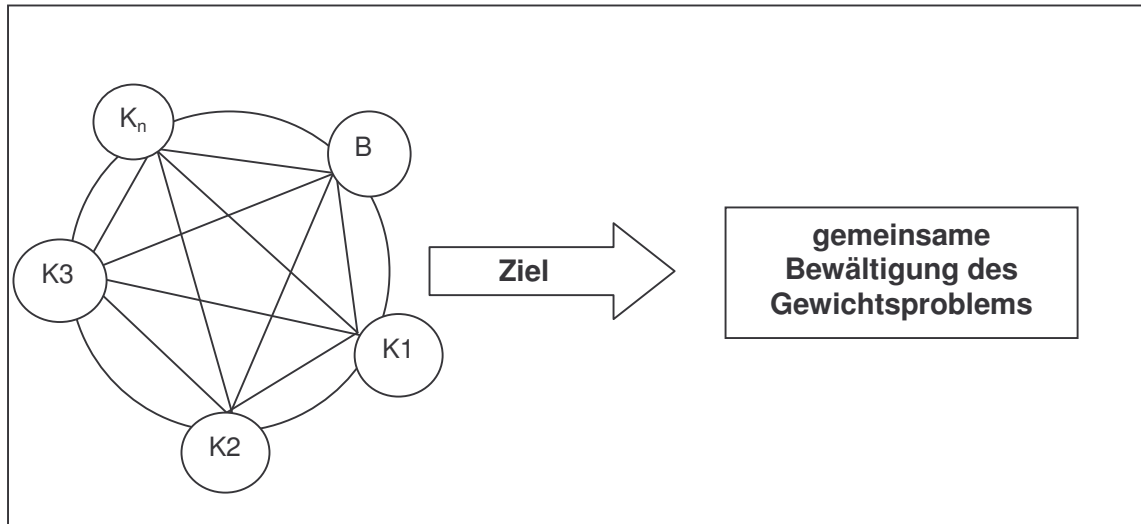 Kn
B
K3
K1
K2
Ziel
gemeinsame
Bewältigung des
Gewichtsproblems